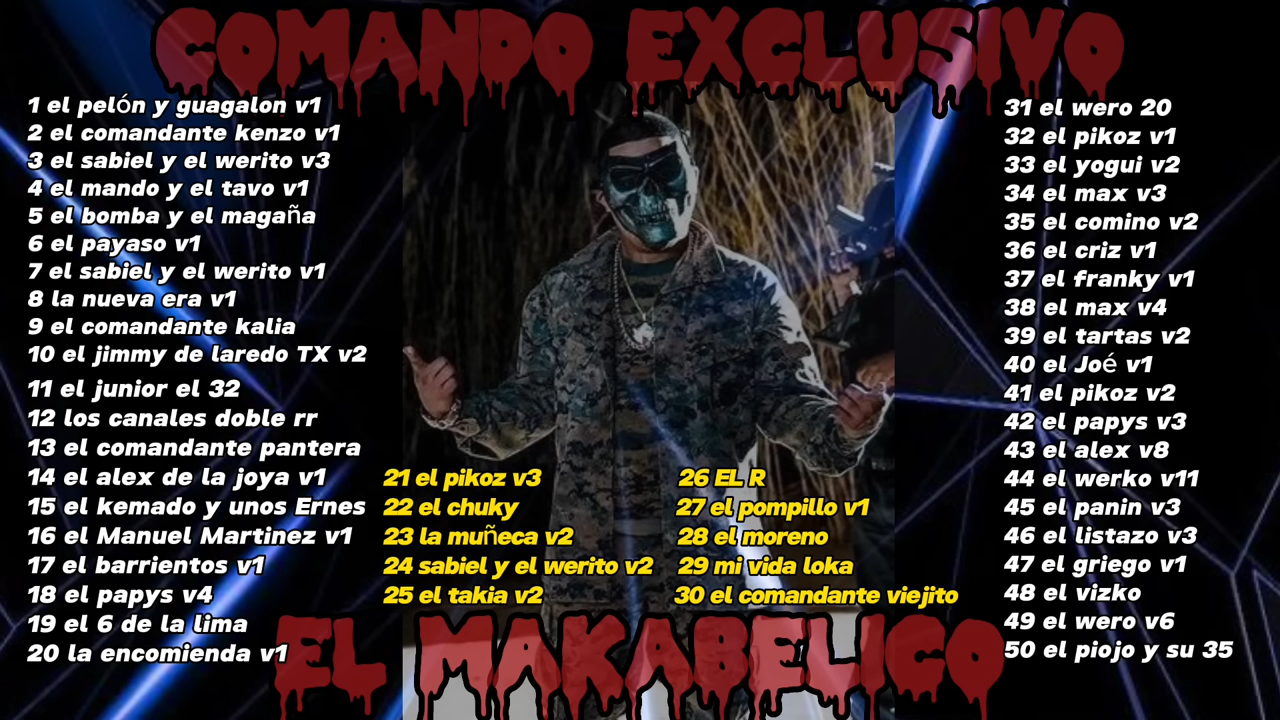 COMANDO EXCLUSIVO
1 el pelón y guagalon v1
2 el comandante kenzo v1
3 el sabiel y el werito v3
4 el mando y el tavo v1
5 el bomba y el magaña
6 el payaso v1
7 el sabiel y el werito v1
8 la nueva era v1
9 el comandante kalia
10 el jimmy de laredo TX v2
11 el junior el 32
12 los canales doble rr
13 el comandante pantera
14 el alex de la joya v1
15 el kemado y unos Ernes
16 el Manuel Martinez v1
17 el barrientos v1
18 el papys v4
19 el 6 de la lima
20 la encomienda v1
21 el pikoz v3
22 el chuky
23 la muñeca v2
24 sabiel y el werito v2
25 el takia v2
26 EL R
27 el pompillo v1
28 el moreno
29 mi vida loka
30 el comandante viejito
31 el wero 20
32 el pikoz v1
33 el yogui v2
34 el max v3
35 el comino v2
36 el criz v1
37 el franky v1
38 el max v4
39 el tartas v2
40 el Joé v1
41 el pikoz v2
42 el papys v3
43 el alex v8
44 el werko v11
45 el panin v3
46 el listazo v3
47 el griego v1
48 el vizko
49 el wero v6
50 el piojo y su 35
EL MAKABELICO